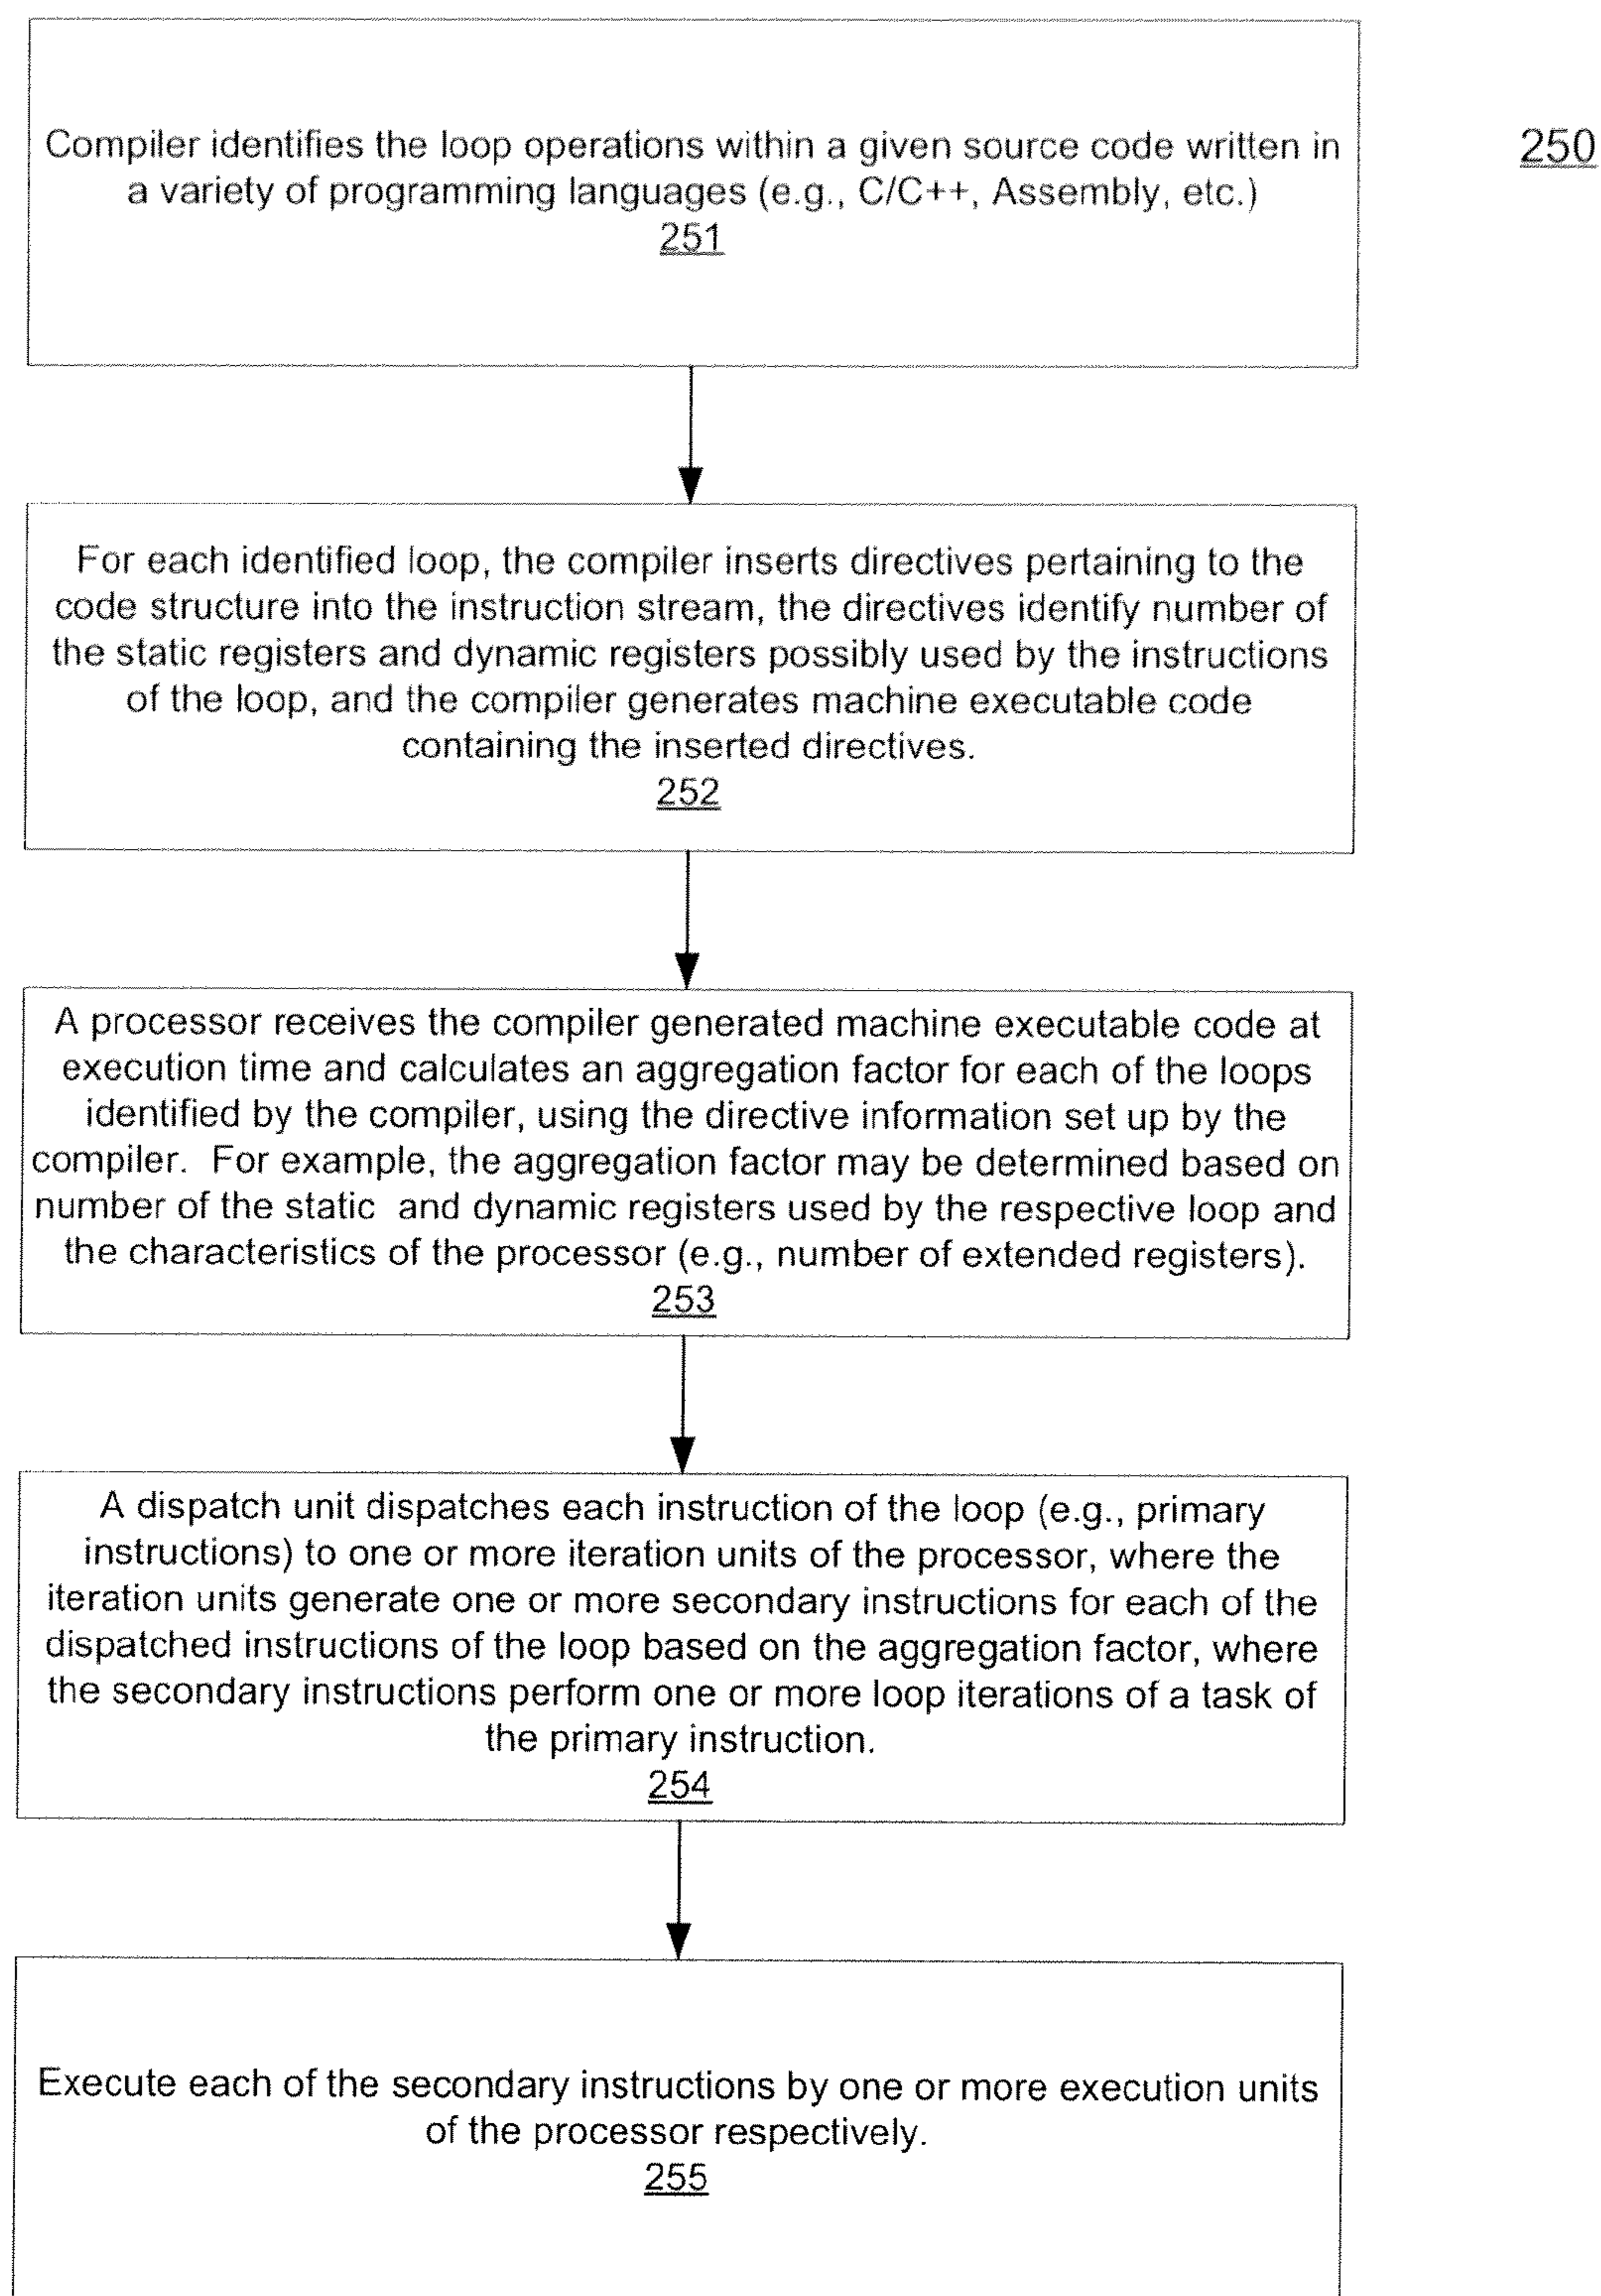 Compiler identifies the loop operations within a given source code written in
a variety of programming languages (e.g., C/C++, Assembly, etc.)
251
250
For each identified loop, the compiler inserts directives pertaining to the
code structure into the instruction stream, the directives identify number of
the static registers and dynamic registers possibly used by the instructions
of the loop, and the compiler generates machine executable code
containing the inserted directives.
252
A processor receives the compiler generated machine executable code at
execution time and calculates an aggregation factor for each of the loops
identified by the compiler, using the directive information set up by the
compiler.  For example, the aggregation factor may be determined based on
number of the static  and dynamic registers used by the respective loop and
the characteristics of the processor (e.g., number of extended registers).
253
A dispatch unit dispatches each instruction of the loop (e.g., primary
instructions) to one or more iteration units of the processor, where the
iteration units generate one or more secondary instructions for each of the
dispatched instructions of the loop based on the aggregation factor, where
the secondary instructions perform one or more loop iterations of a task of
the primary instruction.
254
Execute each of the secondary instructions by one or more execution units
of the processor respectively.
255